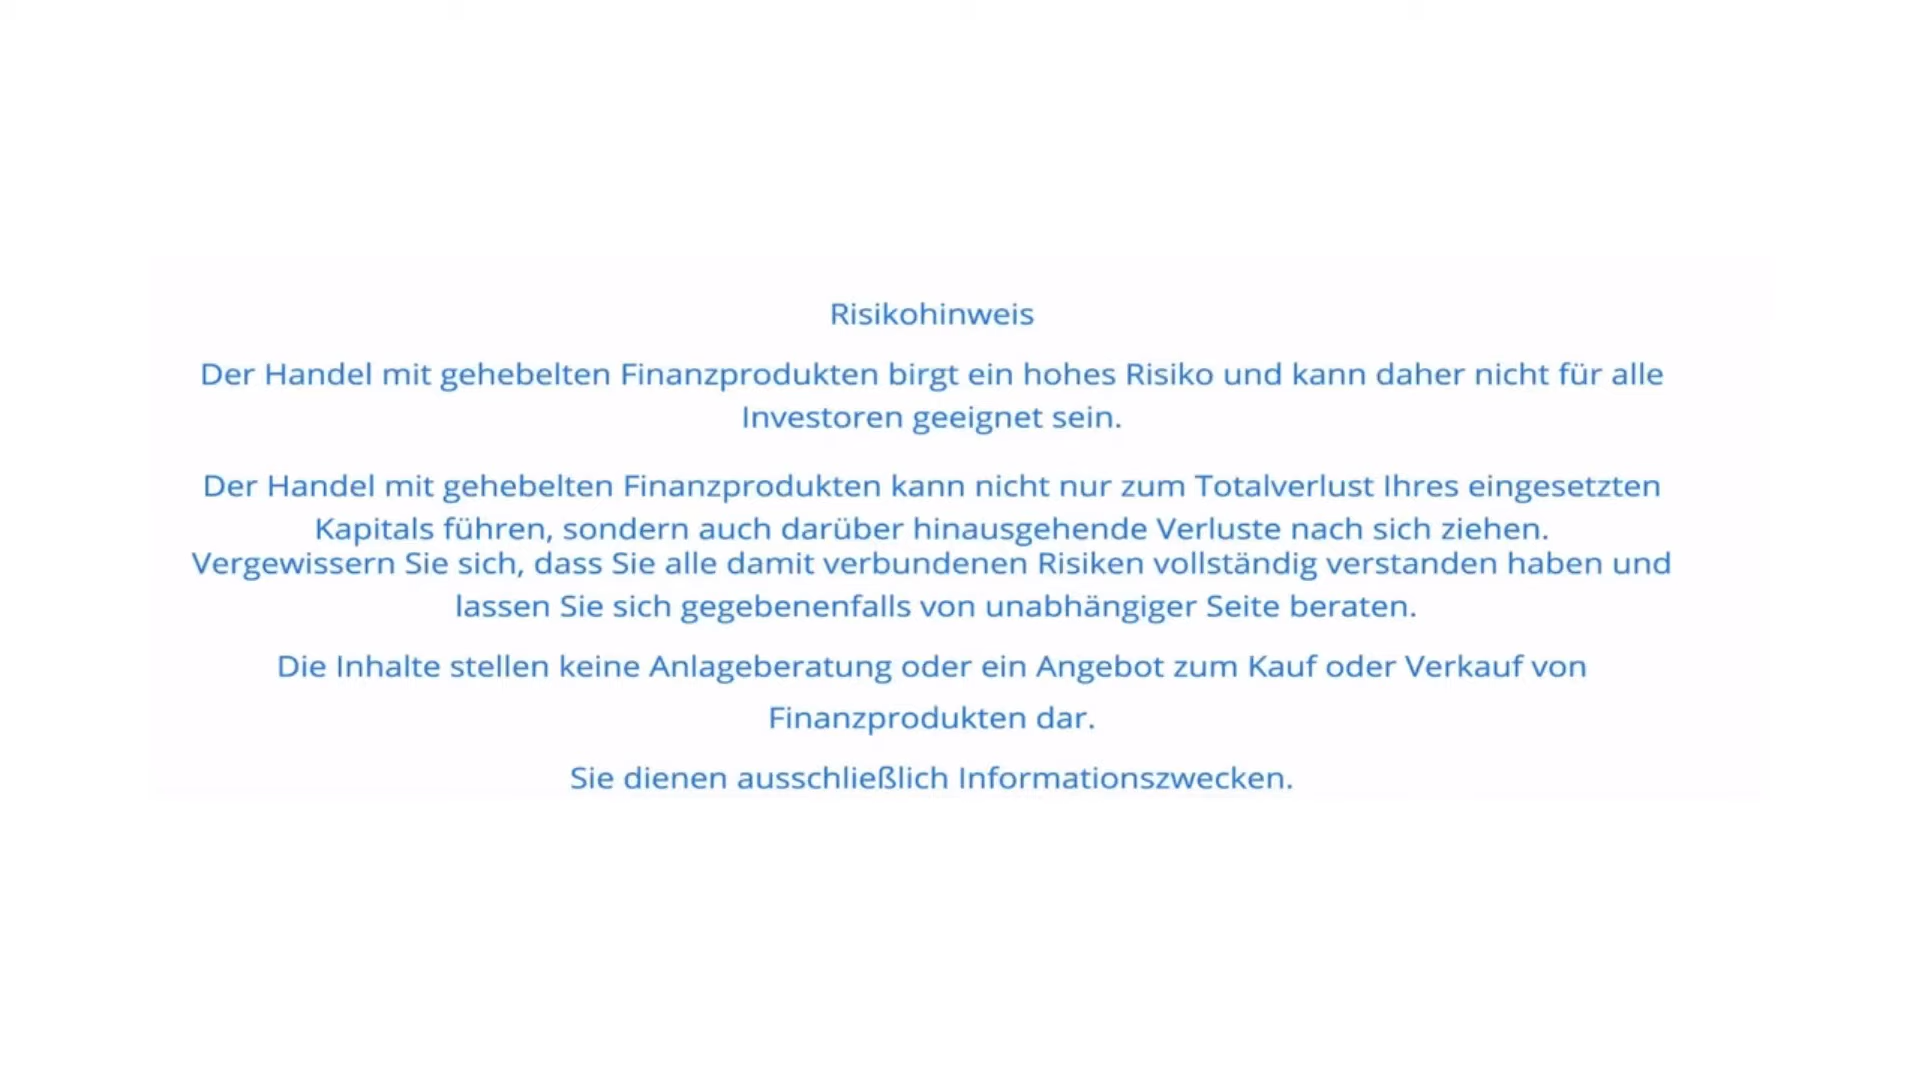 Risikohinweis
Der Handel mit gehebelten Finanzprodukten birgt ein hohes Risiko und kann daher nicht für alle
Investoren geeignet sein.
Der Handel mit gehebelten Finanzprodukten kann nicht nur zum Totalverlust Ihres eingesetzten
Kapitals führen, sondern auch darüber hinausgehende Verluste nach sich ziehen.
Vergewissern Sie sich, dass Sie alle damit verbundenen Risiken vollständig verstanden haben und
lassen Sie sich gegebenenfalls von unabhängiger Seite beraten.
Die Inhalte stellen keine Anlageberatung oder ein Angebot zum Kauf oder Verkauf von
Finanzprodukten dar.
Sie dienen ausschließlich Informationszwecken.